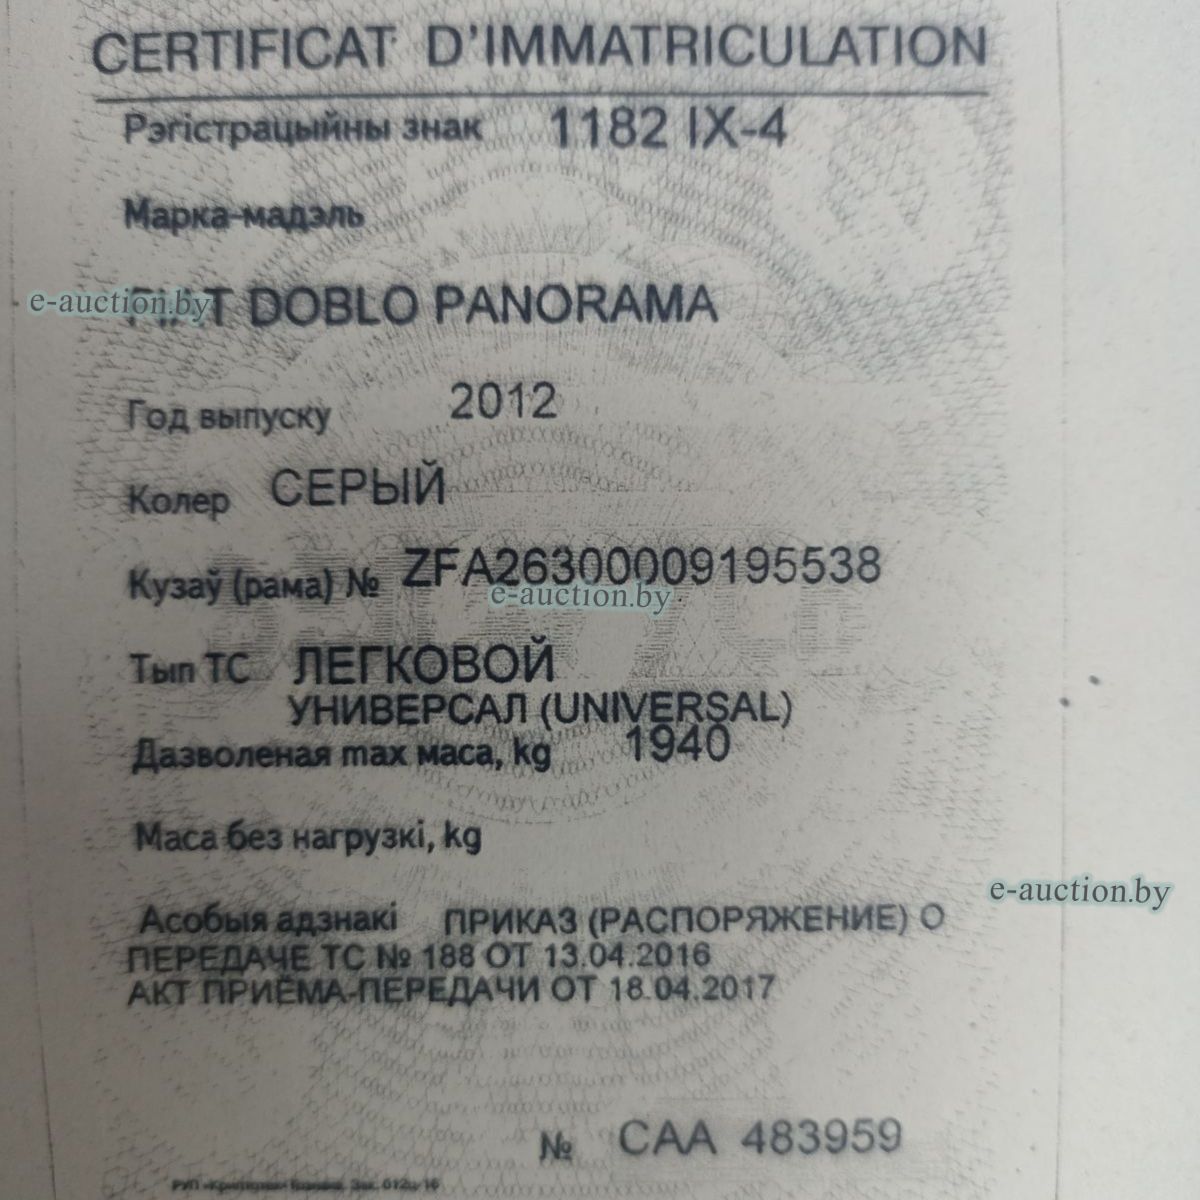 CERTIFICAT D'IMMATRICULATION
Рэгістрацыйны знак 1182 IX-4
Марка-мадэль
e-auction.by
FIAT DOBLO PANORAMA
Год выпуску 2012
Колер СЕРЫЙ
Кузаў (рама) № ZFA26300009195538
e-auction.by
Тып ТС ЛЕГКОВОЙ
УНИВЕРСАЛ (UNIVERSAL)
Дазволеная max маса, kg 1940
Маса без нагрузкі, kg
e-auction.by
Асобыя адзнакі ПРИКАЗ (РАСПОРЯЖЕНИЕ) О
ПЕРЕДАЧЕ ТС № 188 ОТ 13.04.2016
АКТ ПРИЁМА-ПЕРЕДАЧИ ОТ 18.04.2017
№ САА 483959
РУП